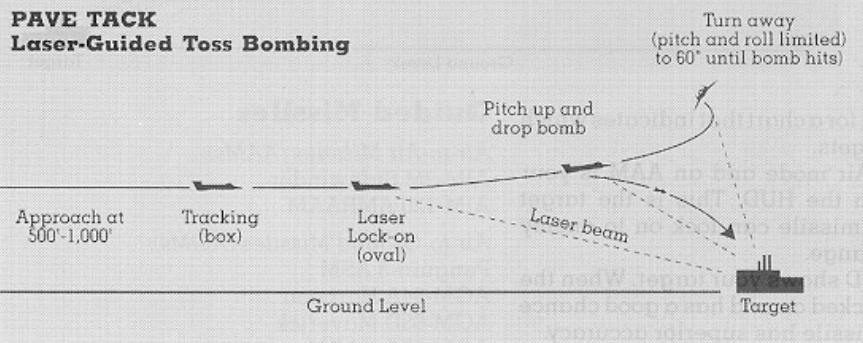 PAVE TACK
Laser-Guided Toss Bombing
Turn away
(pitch and roll limited)
to 60° until bomb hits)
Pitch up and
drop bomb
Approach at
500'-1,000'
Tracking
(box)
Laser
Lock-on
(oval)
Laser beam
Ground Level
Target